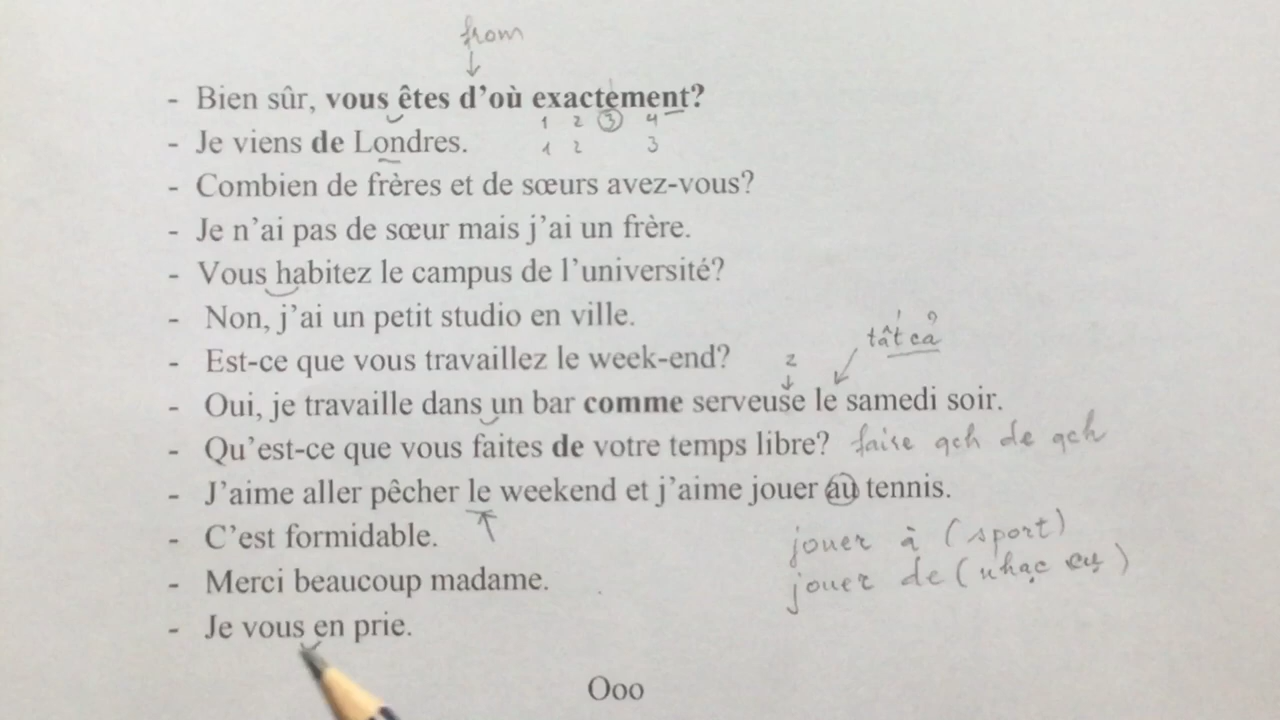 from
- Bien sûr, vous êtes d'où exactement?
1 2 3 4
- Je viens de Londres.
1 2 3
- Combien de frères et de sœurs avez-vous?
- Je n'ai pas de sœur mais j'ai un frère.
- Vous habitez le campus de l'université?
- Non, j'ai un petit studio en ville.
tất cả
- Est-ce que vous travaillez le week-end?
z
- Oui, je travaille dans un bar comme serveuse le samedi soir.
- Qu'est-ce que vous faites de votre temps libre? faise qch de qch
- J'aime aller pêcher le weekend et j'aime jouer au tennis.
- C'est formidable.
jouer à (sport)
- Merci beaucoup madame.
jouer de (nhạc cụ)
- Je vous en prie.
Ooo